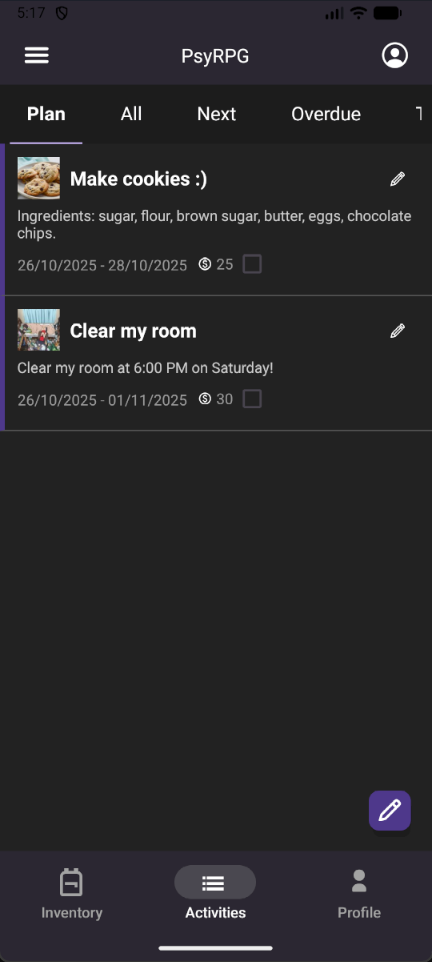 5:17
PsyRPG
Plan All Next Overdue
Make cookies :)
Ingredients: sugar, flour, brown sugar, butter, eggs, chocolate
chips.
26/10/2025 - 28/10/2025 25
Clear my room
Clear my room at 6:00 PM on Saturday!
26/10/2025 - 01/11/2025 30
Inventory Activities Profile